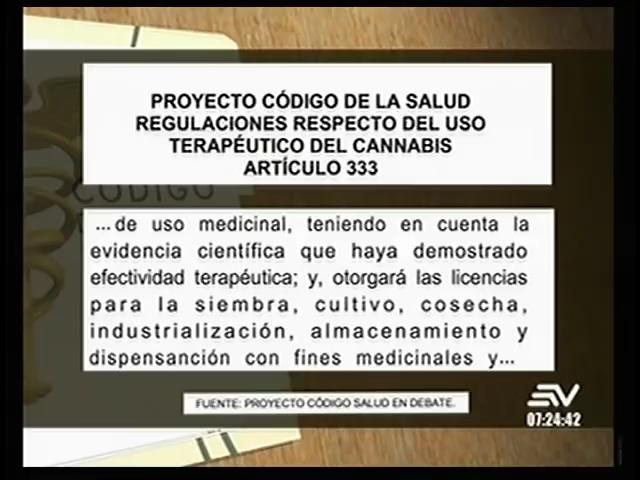 PROYECTO CÓDIGO DE LA SALUD
REGULACIONES RESPECTO DEL USO
TERAPÉUTICO DEL CANNABIS
ARTÍCULO 333
CÓDIGO
...de uso medicinal, teniendo en cuenta la
evidencia científica que haya demostrado
efectividad terapéutica; y, otorgará las licencias
para la siembra, cultivo, cosecha,
industrialización, almacenamiento y
dispensanción con fines medicinales y...
FUENTE: PROYECTO CÓDIGO SALUD EN DEBATE.
07:24:42